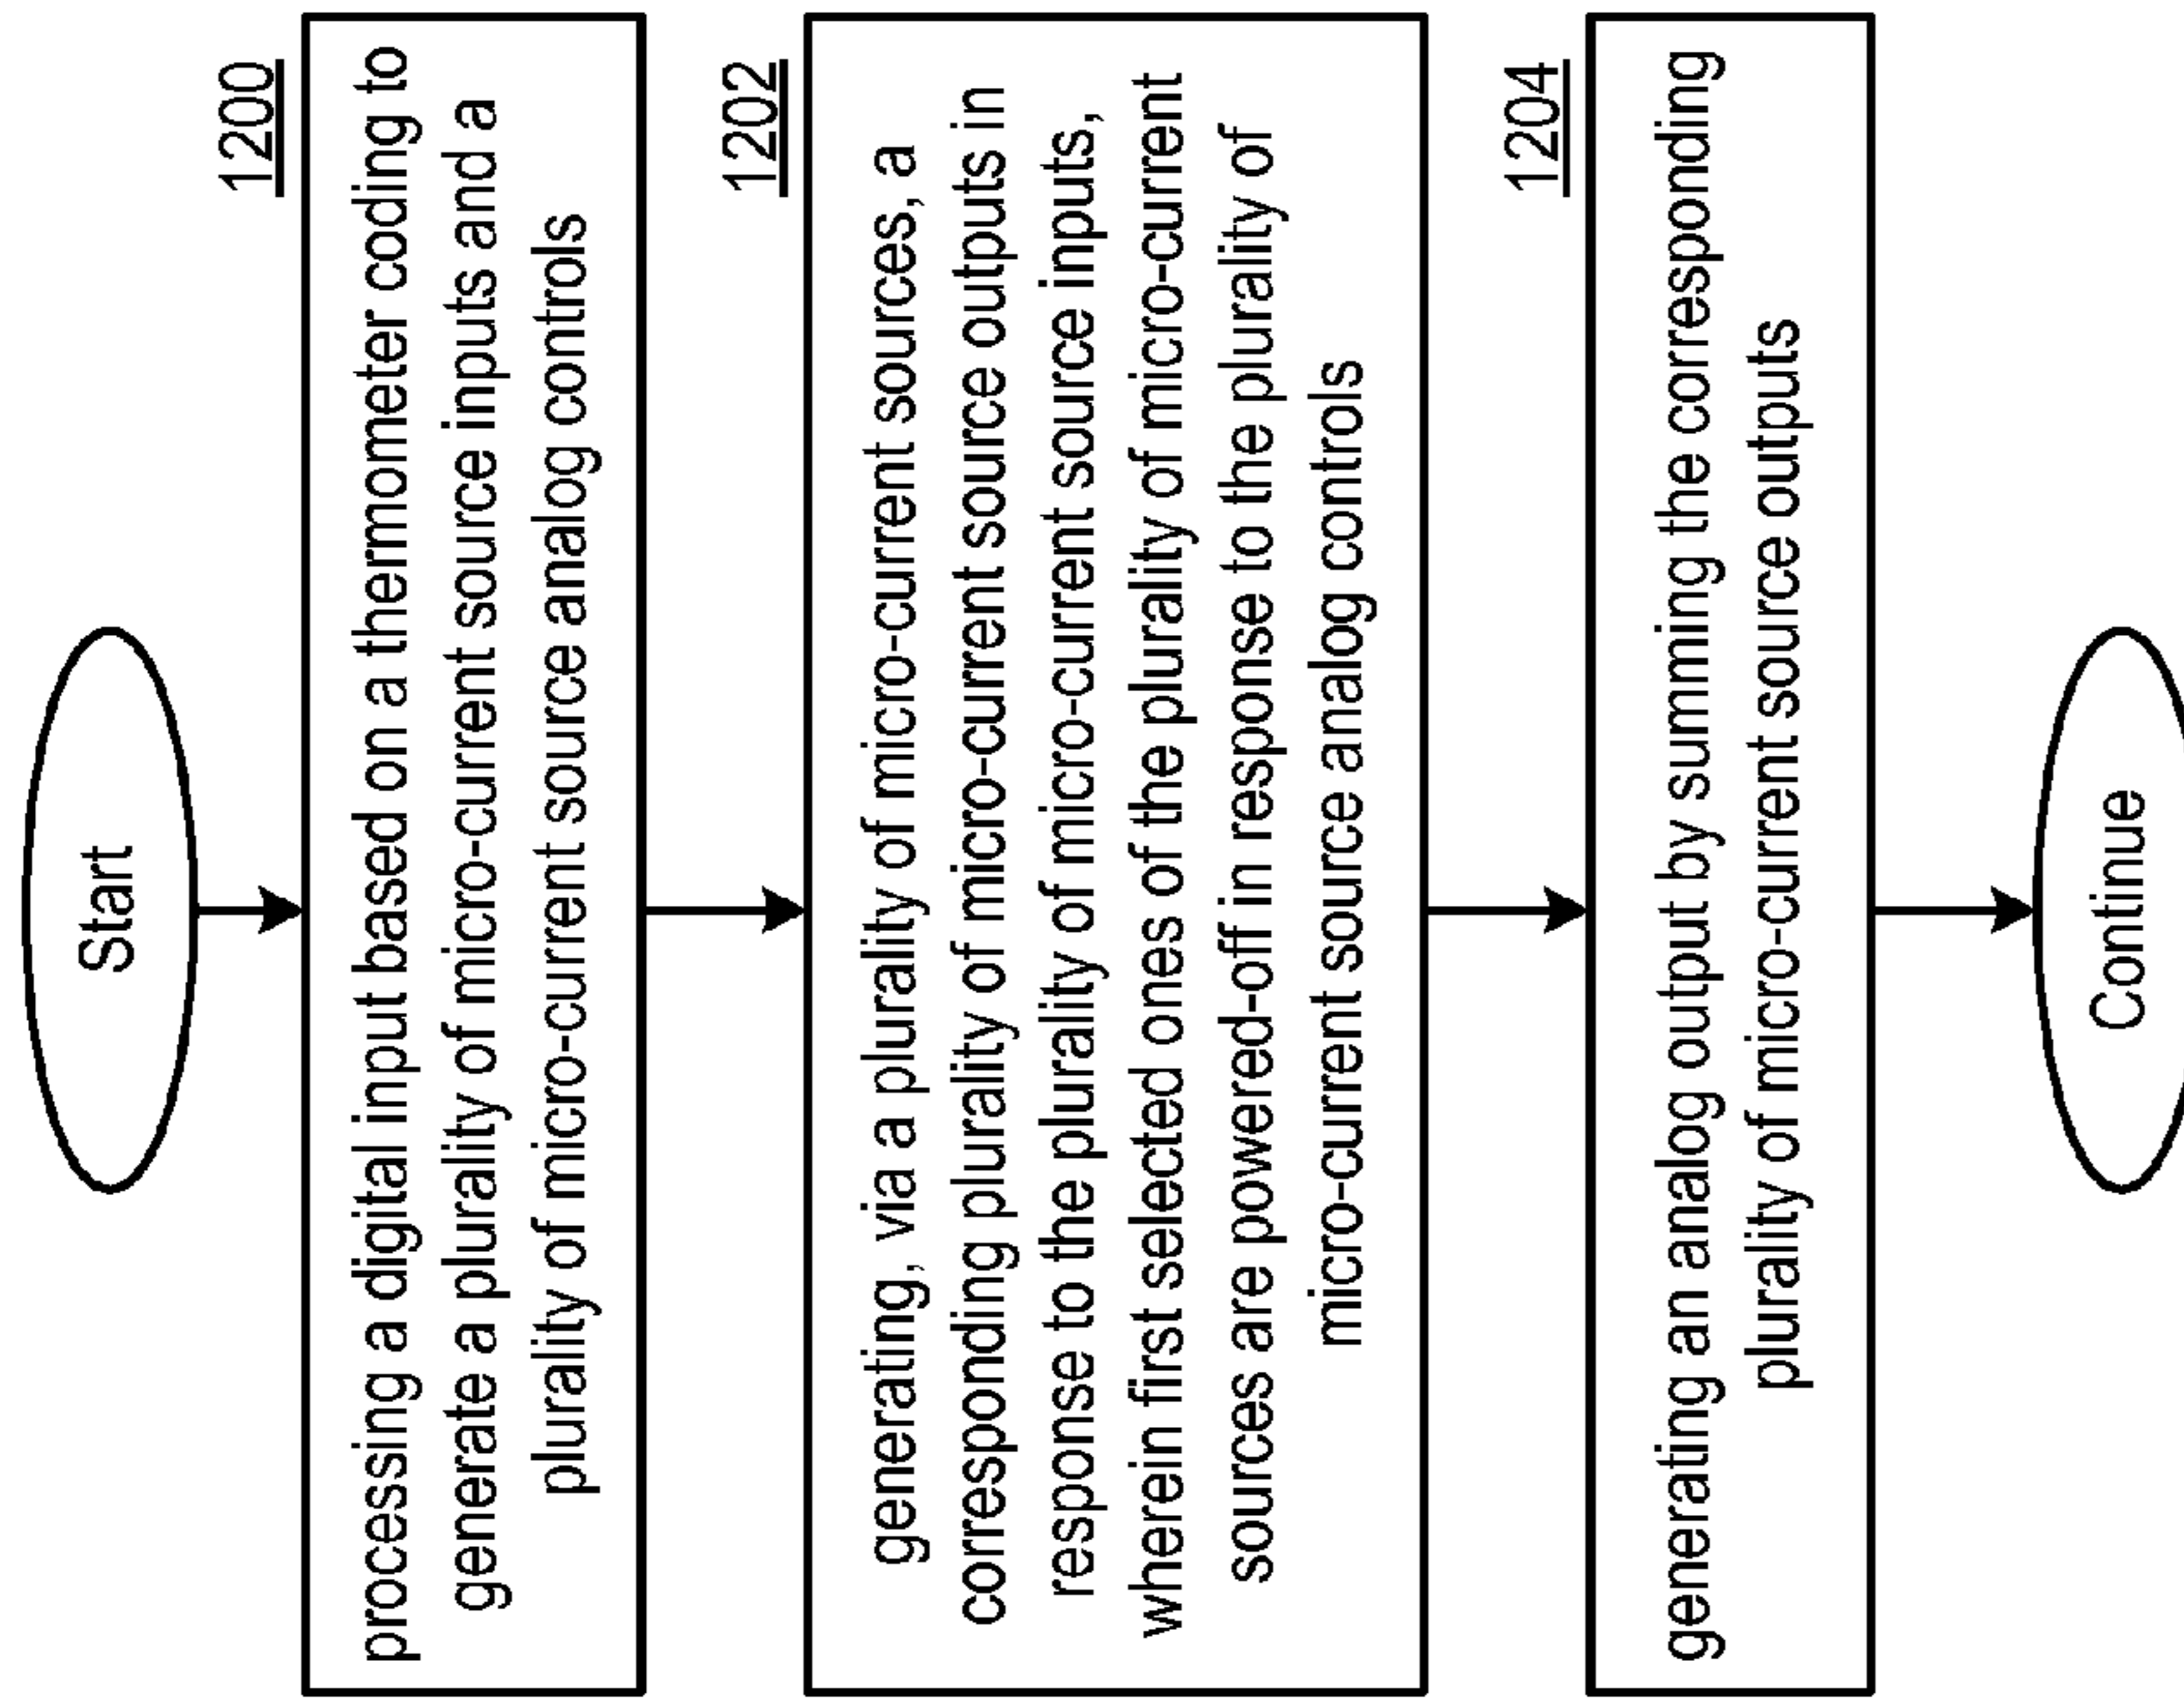 Start
1200
processing a digital input based on a thermometer coding to
generate a plurality of micro-current source inputs and a
plurality of micro-current source analog controls
1202
generating, via a plurality of micro-current sources, a
corresponding plurality of micro-current source outputs in
response to the plurality of micro-current source inputs,
wherein first selected ones of the plurality of micro-current
sources are powered-off in response to the plurality of
micro-current source analog controls
1204
generating an analog output by summing the corresponding
plurality of micro-current source outputs
Continue